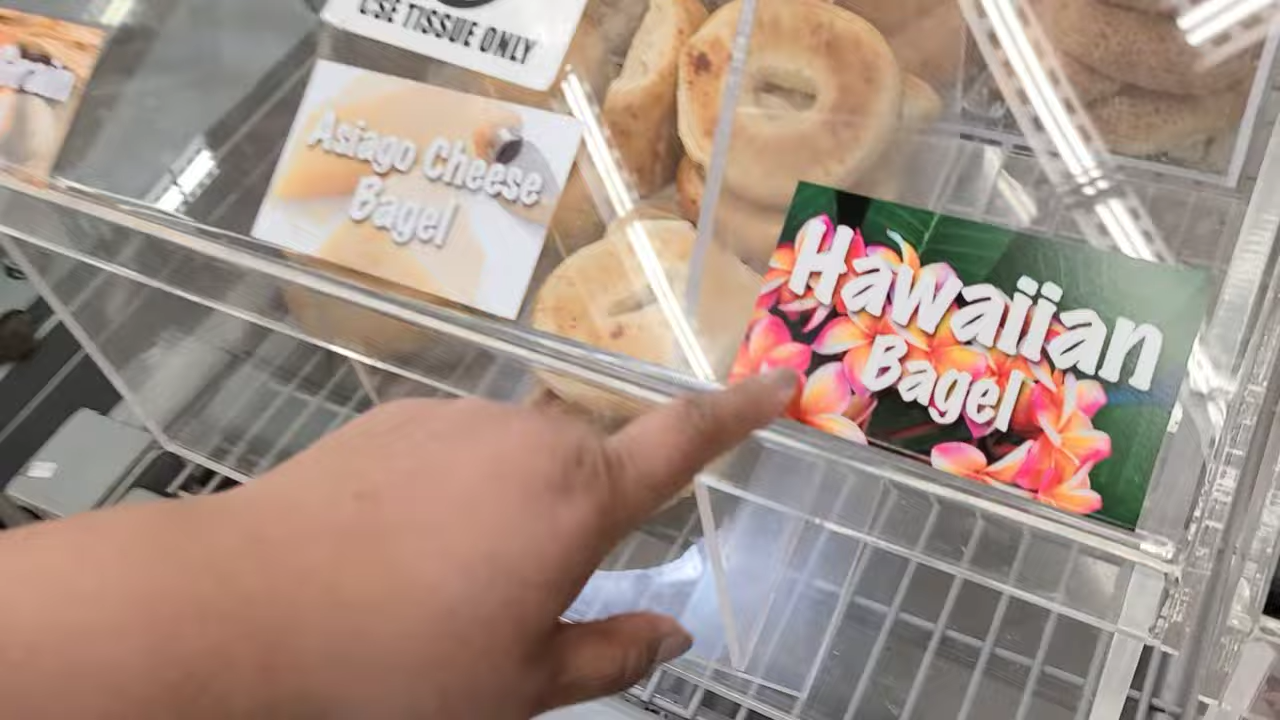 USE TISSUE ONLY
Asiago Cheese
Bagel
Hawaiian
Bagel